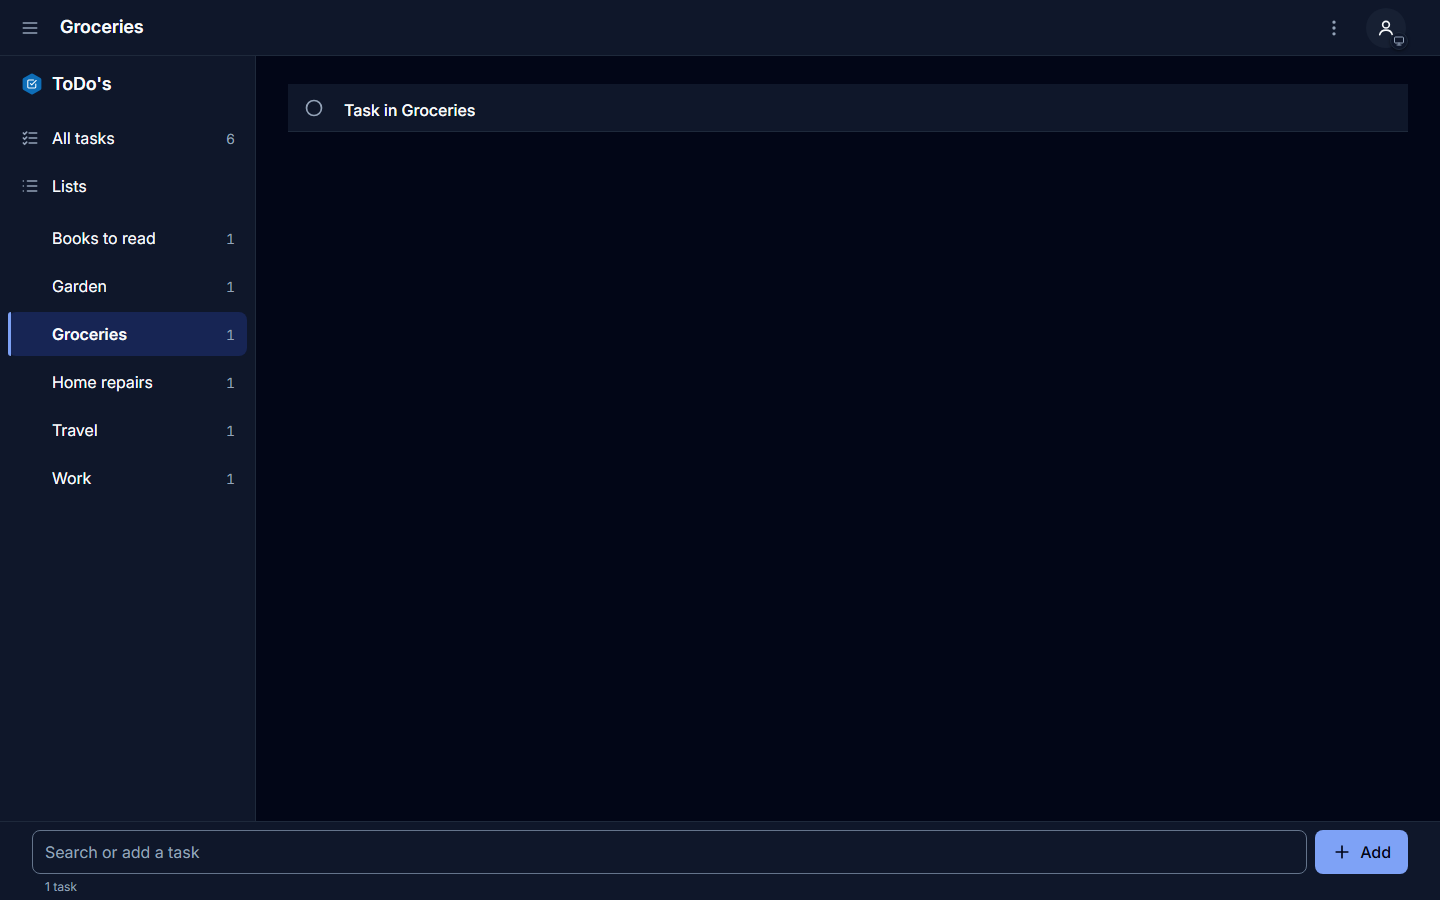 Groceries
ToDo's
All tasks 6
Lists
Books to read 1
Garden 1
Groceries 1
Home repairs 1
Travel 1
Work 1
Task in Groceries
Search or add a task
Add
1 task